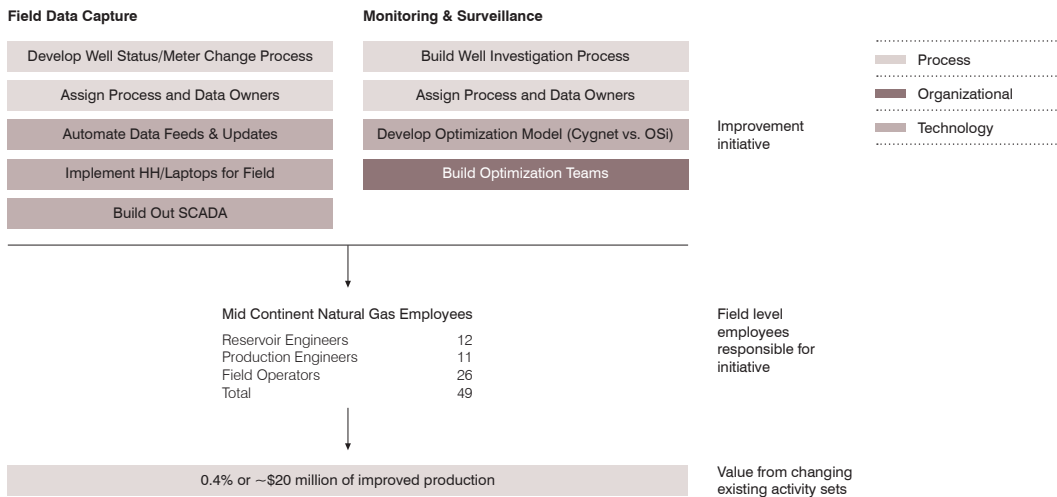 Field Data Capture
Develop Well Status/Meter Change Process
Assign Process and Data Owners
Automate Data Feeds & Updates
Implement HH/Laptops for Field
Build Out SCADA
Monitoring & Surveillance
Build Well Investigation Process
Assign Process and Data Owners
Develop Optimization Model (Cygnet vs. OSi)
Build Optimization Teams
Improvement
initiative
Process
Organizational
Technology
Mid Continent Natural Gas Employees
Reservoir Engineers 12
Production Engineers 11
Field Operators 26
Total 49
Field level
employees
responsible for
initiative
0.4% or ~$20 million of improved production
Value from changing
existing activity sets